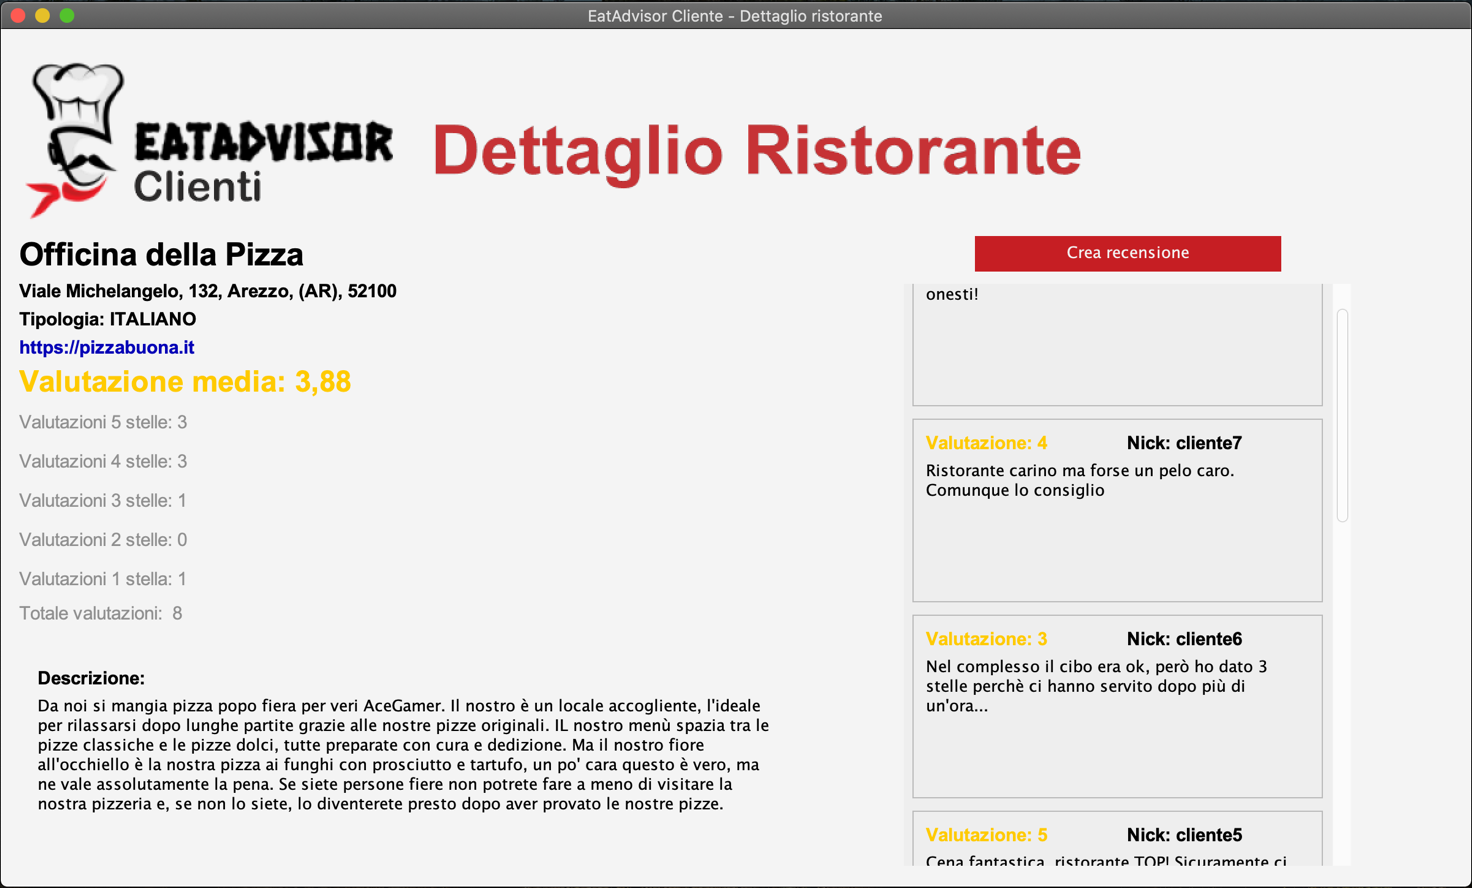 EatAdvisor Cliente - Dettaglio ristorante
EATADVISOR
Clienti
Dettaglio Ristorante
Officina della Pizza
Viale Michelangelo, 132, Arezzo, (AR), 52100
Tipologia: ITALIANO
https://pizzabuona.it
Valutazione media: 3,88
Valutazioni 5 stelle: 3
Valutazioni 4 stelle: 3
Valutazioni 3 stelle: 1
Valutazioni 2 stelle: 0
Valutazioni 1 stella: 1
Totale valutazioni: 8
Descrizione:
Da noi si mangia pizza popo fiera per veri AceGamer. Il nostro è un locale accogliente, l'ideale
per rilassarsi dopo lunghe partite grazie alle nostre pizze originali. IL nostro menù spazia tra le
pizze classiche e le pizze dolci, tutte preparate con cura e dedizione. Ma il nostro fiore
all'occhiello è la nostra pizza ai funghi con prosciutto e tartufo, un po' cara questo è vero, ma
ne vale assolutamente la pena. Se siete persone fiere non potrete fare a meno di visitare la
nostra pizzeria e, se non lo siete, lo diventerete presto dopo aver provato le nostre pizze.
Crea recensione
onesti!
Valutazione: 4 Nick: cliente7
Ristorante carino ma forse un pelo caro.
Comunque lo consiglio
Valutazione: 3 Nick: cliente6
Nel complesso il cibo era ok, però ho dato 3
stelle perchè ci hanno servito dopo più di
un'ora...
Valutazione: 5 Nick: cliente5
Cena fantastica, ristorante TOP! Sicuramente ci